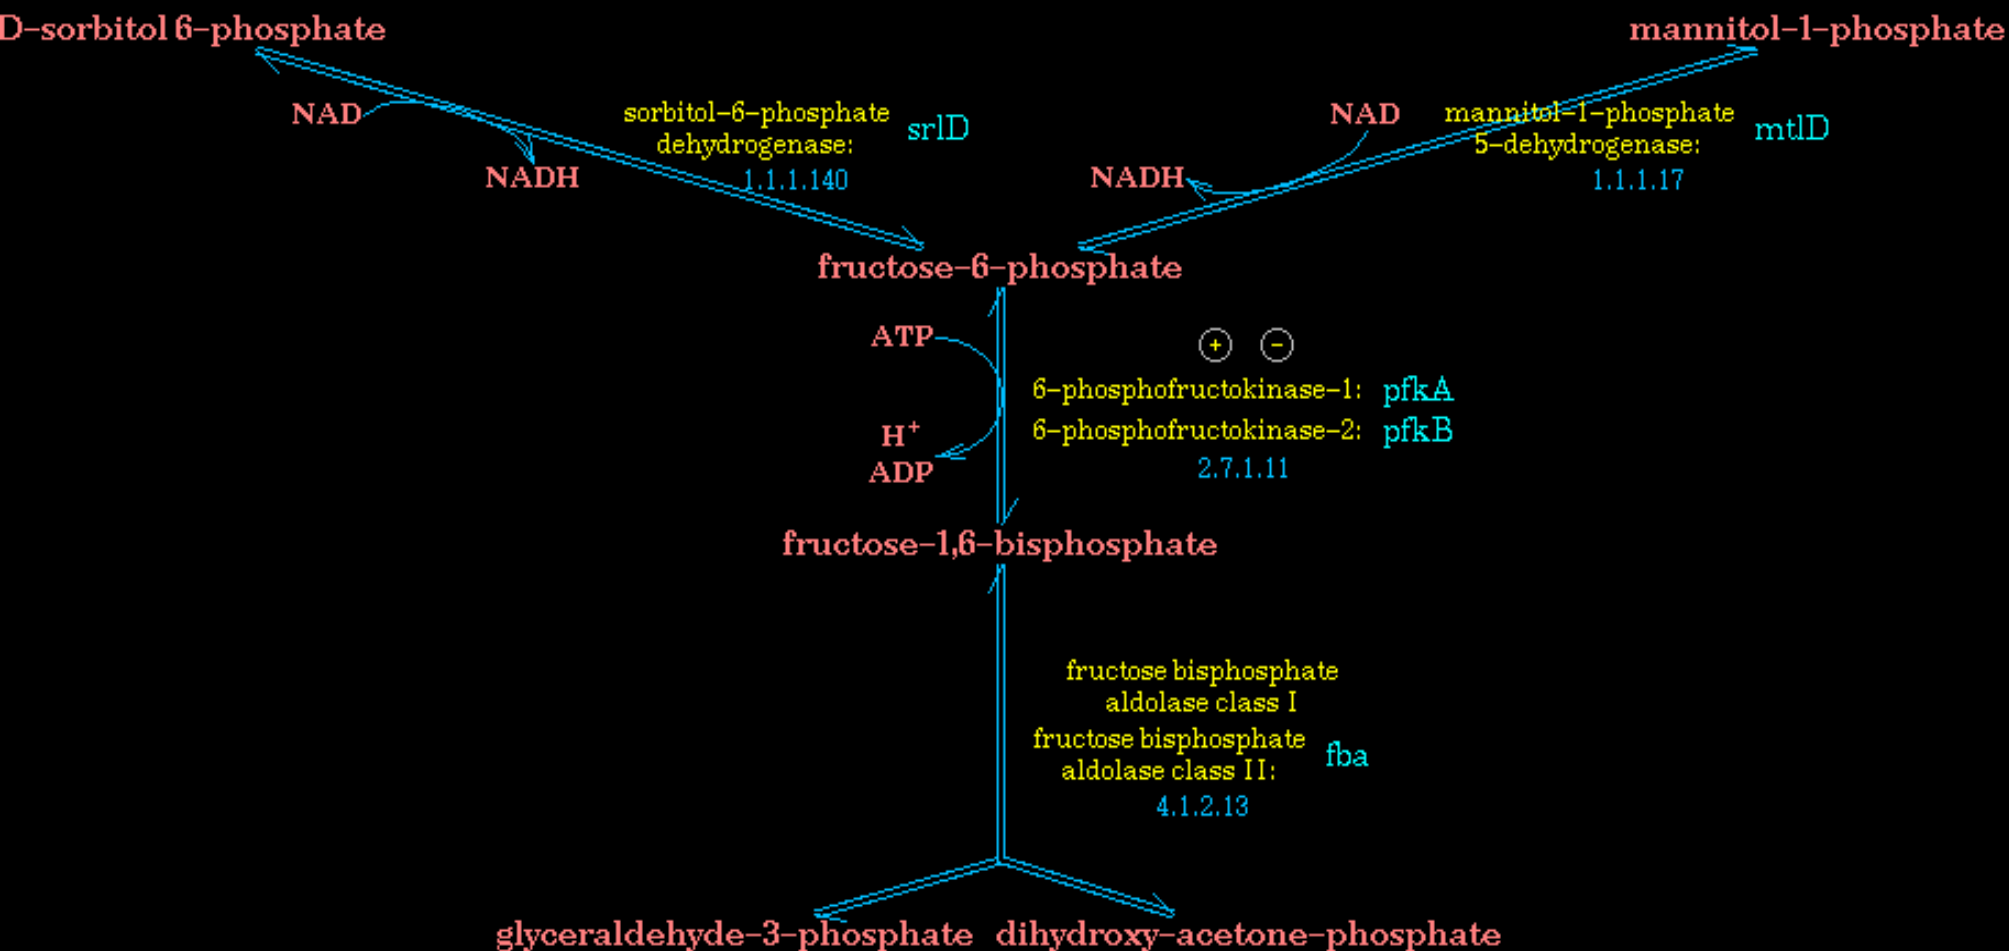 D-sorbitol 6-phosphate
mannitol-1-phosphate
NAD
sorbitol-6-phosphate
dehydrogenase:
srlD
1.1.1.140
NADH
NAD
mannitol-1-phosphate
5-dehydrogenase:
mtlD
1.1.1.17
NADH
fructose-6-phosphate
ATP
+ −
6-phosphofructokinase-1: pfkA
6-phosphofructokinase-2: pfkB
2.7.1.11
H⁺
ADP
fructose-1,6-bisphosphate
fructose bisphosphate
aldolase class I
fructose bisphosphate
aldolase class II:
fba
4.1.2.13
glyceraldehyde-3-phosphate
dihydroxy-acetone-phosphate